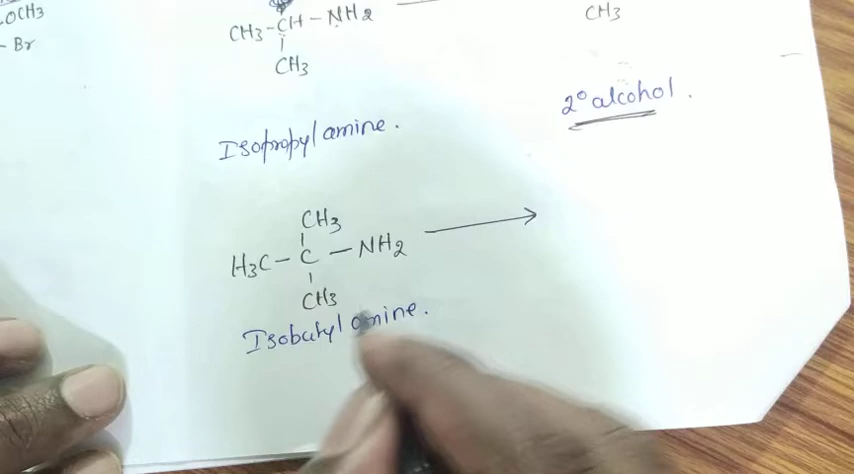 OCH3
- Br
CH3-CH-NH2
CH3
CH3
2° alcohol.
Isopropylamine.
CH3
H3C-C-NH2
CH3
Isobutylamine.